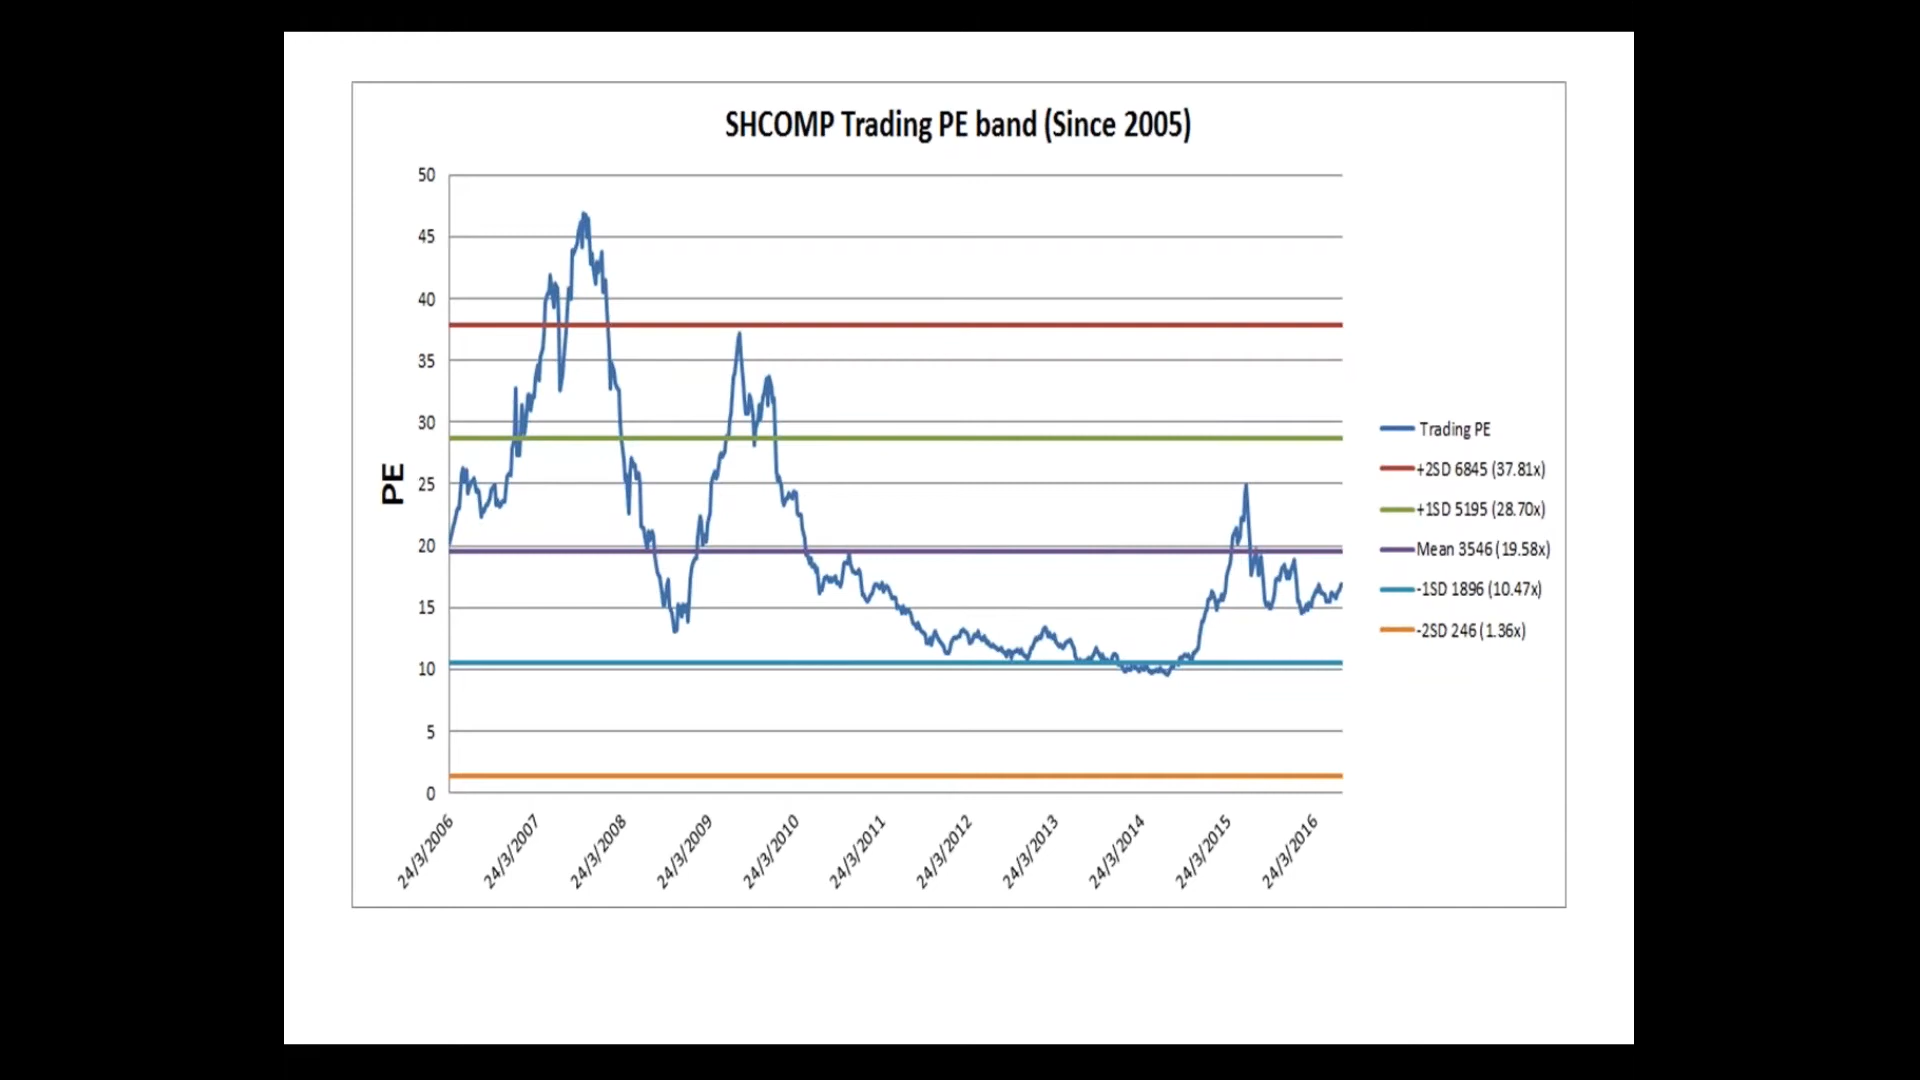 SHCOMP Trading PE band (Since 2005)
50
45
40
35
30
25
20
15
10
5
0
PE
24/3/2006
24/3/2007
24/3/2008
24/3/2009
24/3/2010
24/3/2011
24/3/2012
24/3/2013
24/3/2014
24/3/2015
24/3/2016
Trading PE
+2SD 6845 (37.81x)
+1SD 5195 (28.70x)
Mean 3546 (19.58x)
-1SD 1896 (10.47x)
-2SD 246 (1.36x)